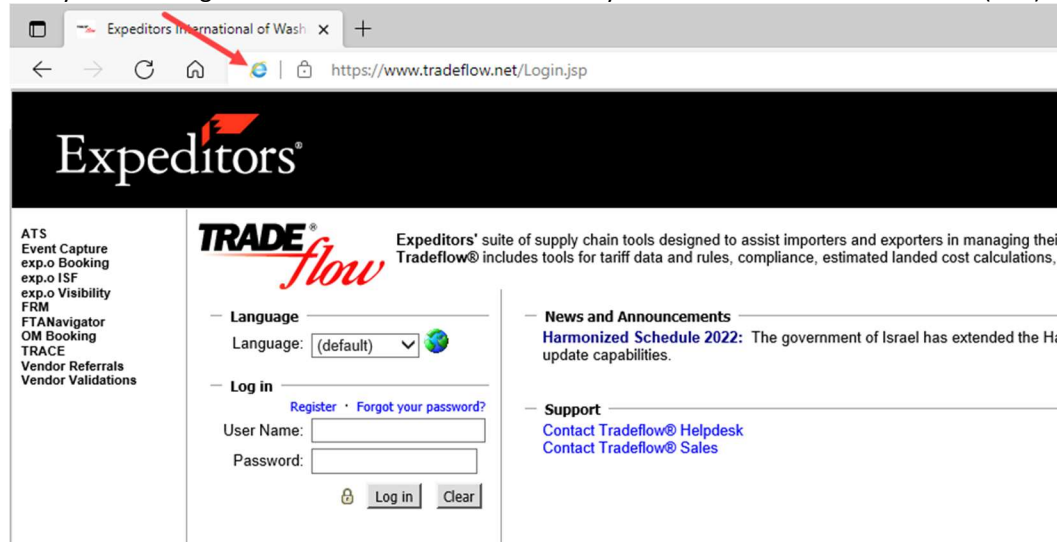 Expeditors International of Wash
https://www.tradeflow.net/Login.jsp
Expeditors®
ATS
Event Capture
exp.o Booking
exp.o ISF
exp.o Visibility
FRM
FTANavigator
OM Booking
TRACE
Vendor Referrals
Vendor Validations
TRADE®
flow
Expeditors' suite of supply chain tools designed to assist importers and exporters in managing thei
Tradeflow® includes tools for tariff data and rules, compliance, estimated landed cost calculations,
Language
Language: (default)
Log in
Register · Forgot your password?
User Name:
Password:
Log in Clear
News and Announcements
Harmonized Schedule 2022: The government of Israel has extended the Ha
update capabilities.
Support
Contact Tradeflow® Helpdesk
Contact Tradeflow® Sales